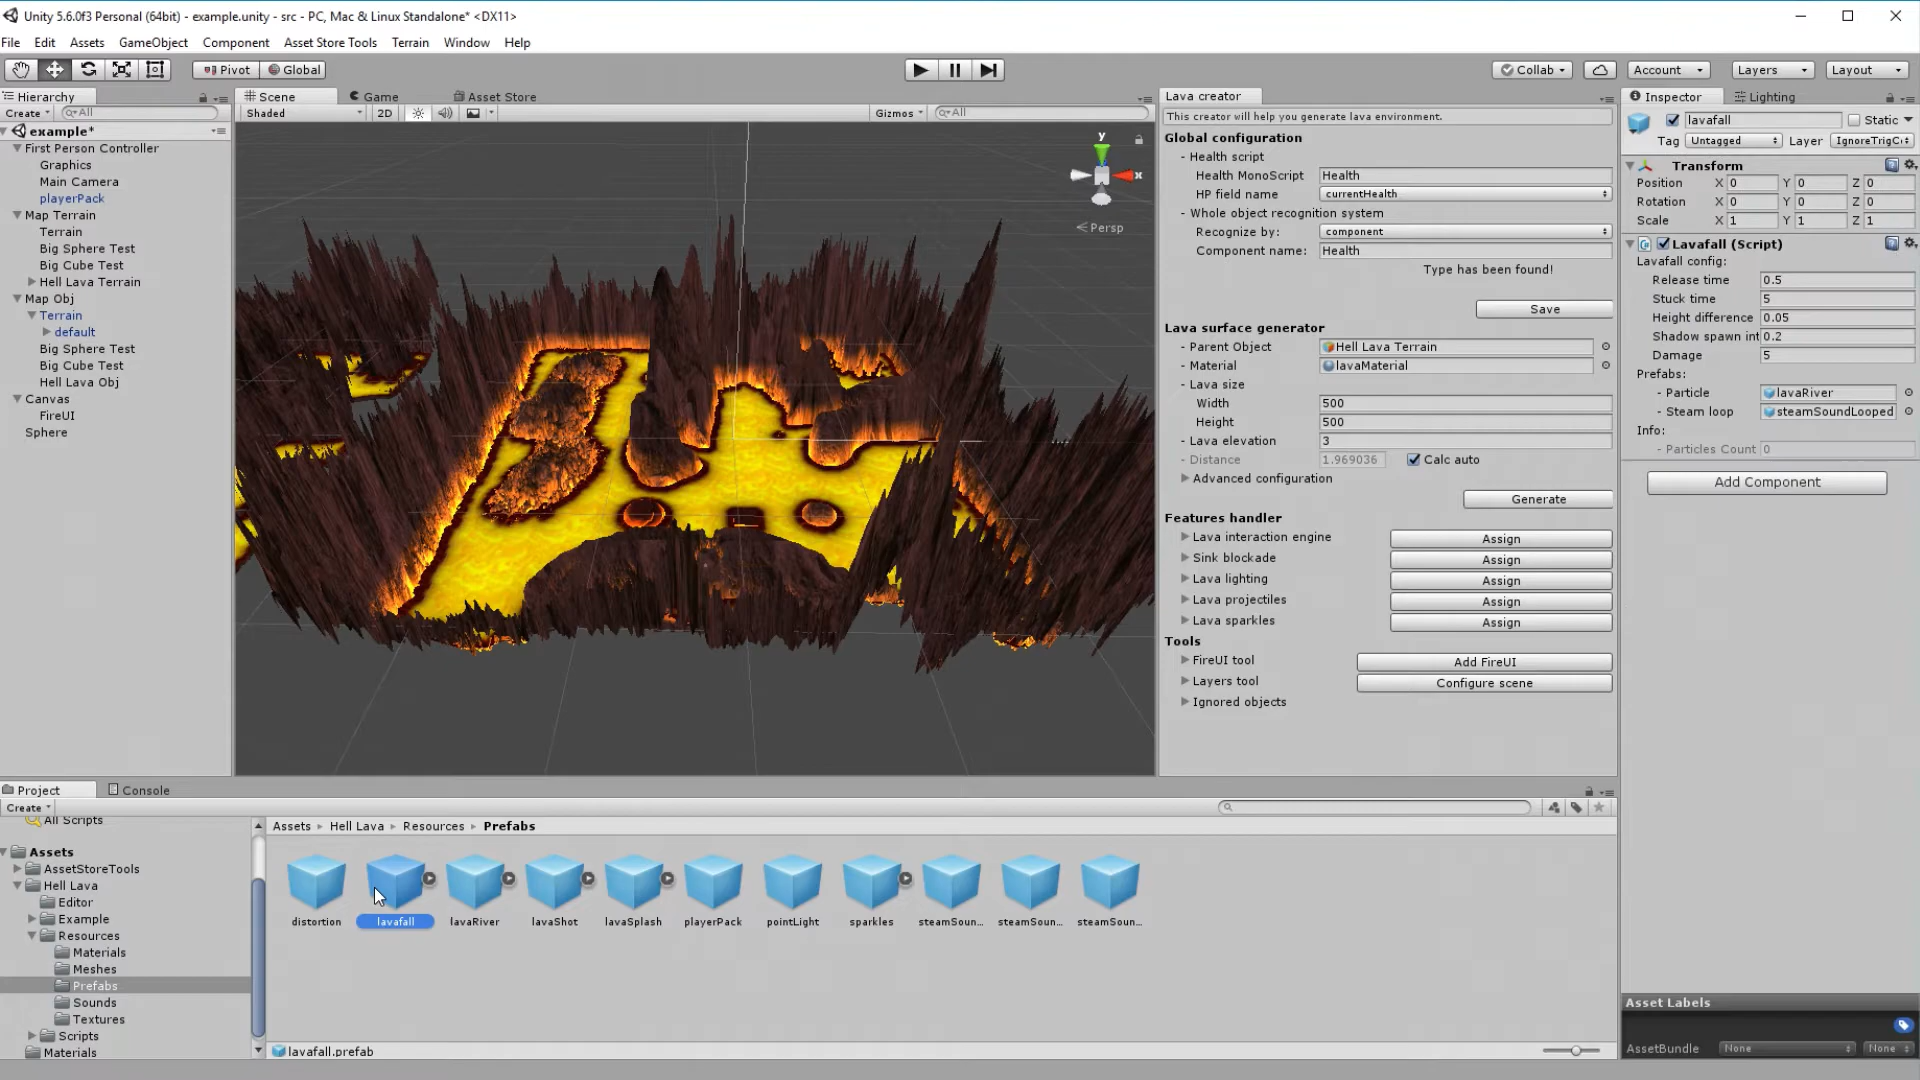 Unity 5.6.0f3 Personal (64bit) - example.unity - src - PC, Mac & Linux Standalone* <DX11>
File Edit Assets GameObject Component Asset Store Tools Terrain Window Help
Pivot Global Collab Account Layers Layout
Hierarchy
Create All
example*
First Person Controller
Graphics
Main Camera
playerPack
Map Terrain
Terrain
Big Sphere Test
Big Cube Test
Hell Lava Terrain
Map Obj
Terrain
default
Big Sphere Test
Big Cube Test
Hell Lava Obj
Canvas
FireUI
Sphere
Scene Game Asset Store
Shaded 2D Gizmos All
y
x
Persp
Lava creator
This creator will help you generate lava environment.
Global configuration
- Health script
Health MonoScript Health
HP field name currentHealth
- Whole object recognition system
Recognize by: component
Component name: Health
Type has been found!
Save
Lava surface generator
- Parent Object Hell Lava Terrain
- Material lavaMaterial
- Lava size
Width 500
Height 500
- Lava elevation 3
- Distance 1.969036 Calc auto
Advanced configuration
Generate
Features handler
Lava interaction engine Assign
Sink blockade Assign
Lava lighting Assign
Lava projectiles Assign
Lava sparkles Assign
Tools
FireUI tool Add FireUI
Layers tool Configure scene
Ignored objects
Inspector Lighting
lavafall Static
Tag Untagged Layer IgnoreTrigC
Transform
Position X 0 Y 0 Z 0
Rotation X 0 Y 0 Z 0
Scale X 1 Y 1 Z 1
Lavafall (Script)
Lavafall config:
Release time 0.5
Stuck time 5
Height difference 0.05
Shadow spawn int 0.2
Damage 5
Prefabs:
- Particle lavaRiver
- Steam loop steamSoundLooped
Info:
- Particles Count 0
Add Component
Project Console
Create
All Scripts
Assets
AssetStoreTools
Hell Lava
Editor
Example
Resources
Materials
Meshes
Prefabs
Sounds
Textures
Scripts
Materials
Assets Hell Lava Resources Prefabs
distortion lavafall lavaRiver lavaShot lavaSplash playerPack pointLight sparkles steamSoun... steamSoun... steamSoun...
lavafall.prefab
Asset Labels
AssetBundle None None